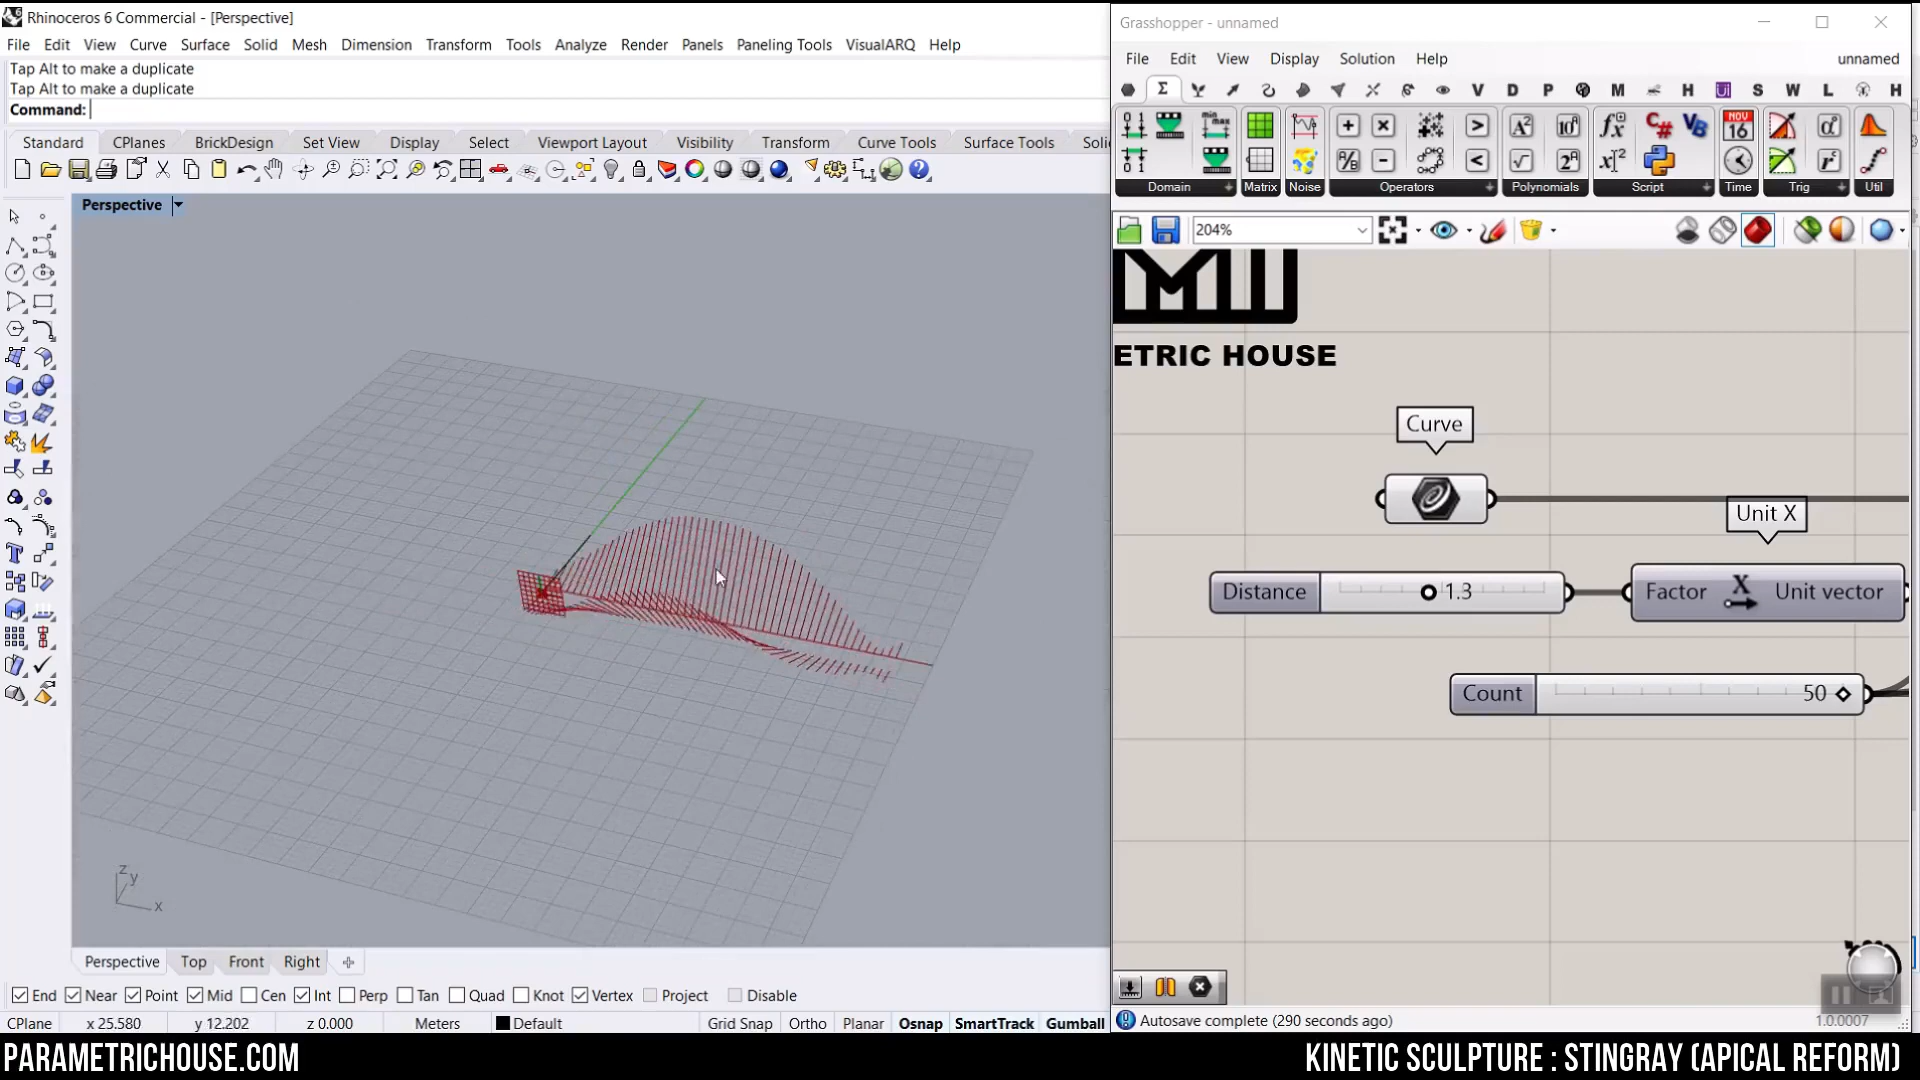 Rhinoceros 6 Commercial - [Perspective]
File Edit View Curve Surface Solid Mesh Dimension Transform Tools Analyze Render Panels Paneling Tools VisualARQ Help
Tap Alt to make a duplicate
Tap Alt to make a duplicate
Command:
Standard CPlanes BrickDesign Set View Display Select Viewport Layout Visibility Transform Curve Tools Surface Tools Soli
Perspective
z y x
Perspective Top Front Right
End Near Point Mid Cen Int Perp Tan Quad Knot Vertex Project Disable
CPlane x 25.580 y 12.202 z 0.000 Meters Default Grid Snap Ortho Planar Osnap SmartTrack Gumball
Grasshopper - unnamed
File Edit View Display Solution Help unnamed
Σ V D P M H U S W L H
Domain Matrix Noise Operators Polynomials Script Time Trig Util
204%
ETRIC HOUSE
Curve
Unit X
Distance 1.3
Factor X Unit vector
Count 50
Autosave complete (290 seconds ago) 1.0.0007
PARAMETRICHOUSE.COM
KINETIC SCULPTURE : STINGRAY (APICAL REFORM)